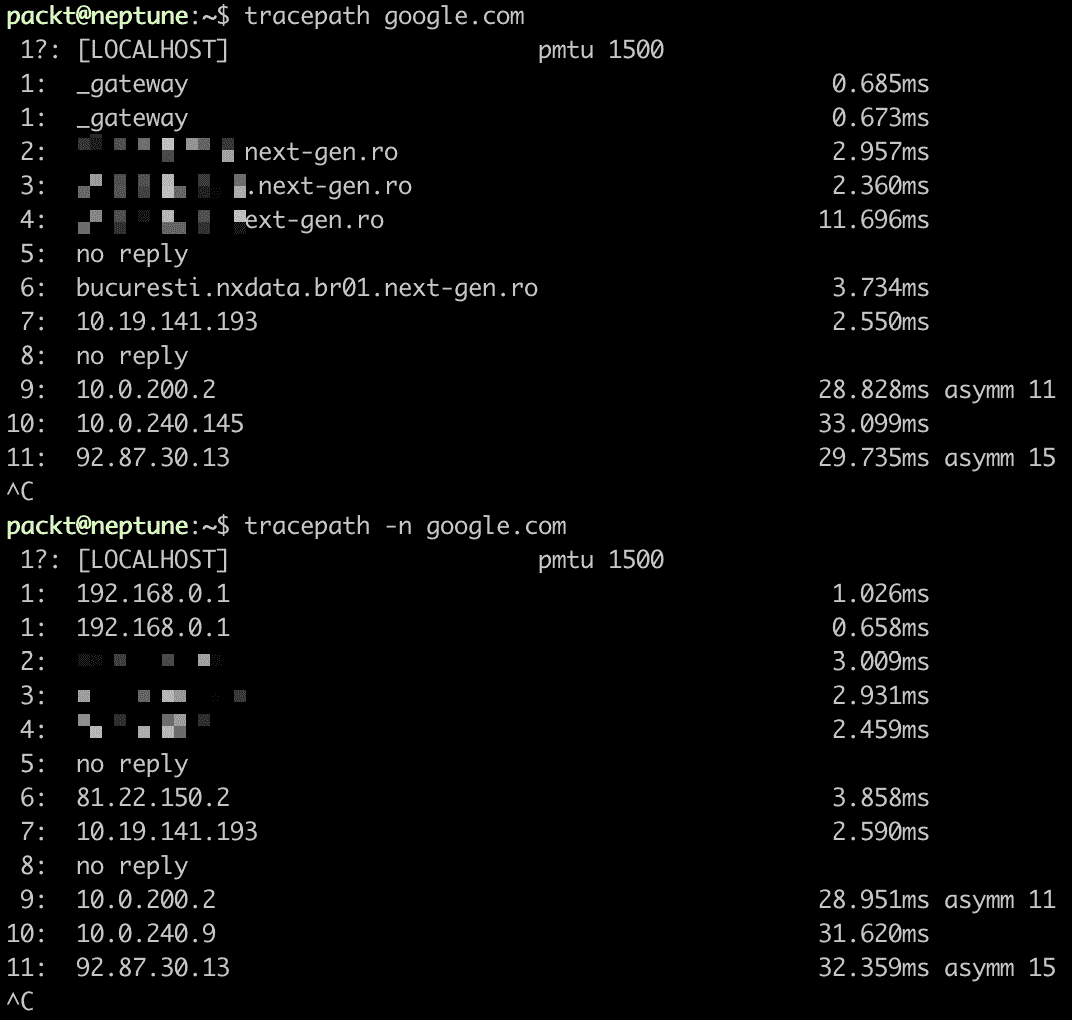 packt@neptune:~$ tracepath google.com
1?: [LOCALHOST] pmtu 1500
1: _gateway 0.685ms
1: _gateway 0.673ms
2: next-gen.ro 2.957ms
3: .next-gen.ro 2.360ms
4: ext-gen.ro 11.696ms
5: no reply
6: bucuresti.nxdata.br01.next-gen.ro 3.734ms
7: 10.19.141.193 2.550ms
8: no reply
9: 10.0.200.2 28.828ms asymm 11
10: 10.0.240.145 33.099ms
11: 92.87.30.13 29.735ms asymm 15
^C
packt@neptune:~$ tracepath -n google.com
1?: [LOCALHOST] pmtu 1500
1: 192.168.0.1 1.026ms
1: 192.168.0.1 0.658ms
2: 3.009ms
3: 2.931ms
4: 2.459ms
5: no reply
6: 81.22.150.2 3.858ms
7: 10.19.141.193 2.590ms
8: no reply
9: 10.0.200.2 28.951ms asymm 11
10: 10.0.240.9 31.620ms
11: 92.87.30.13 32.359ms asymm 15
^C